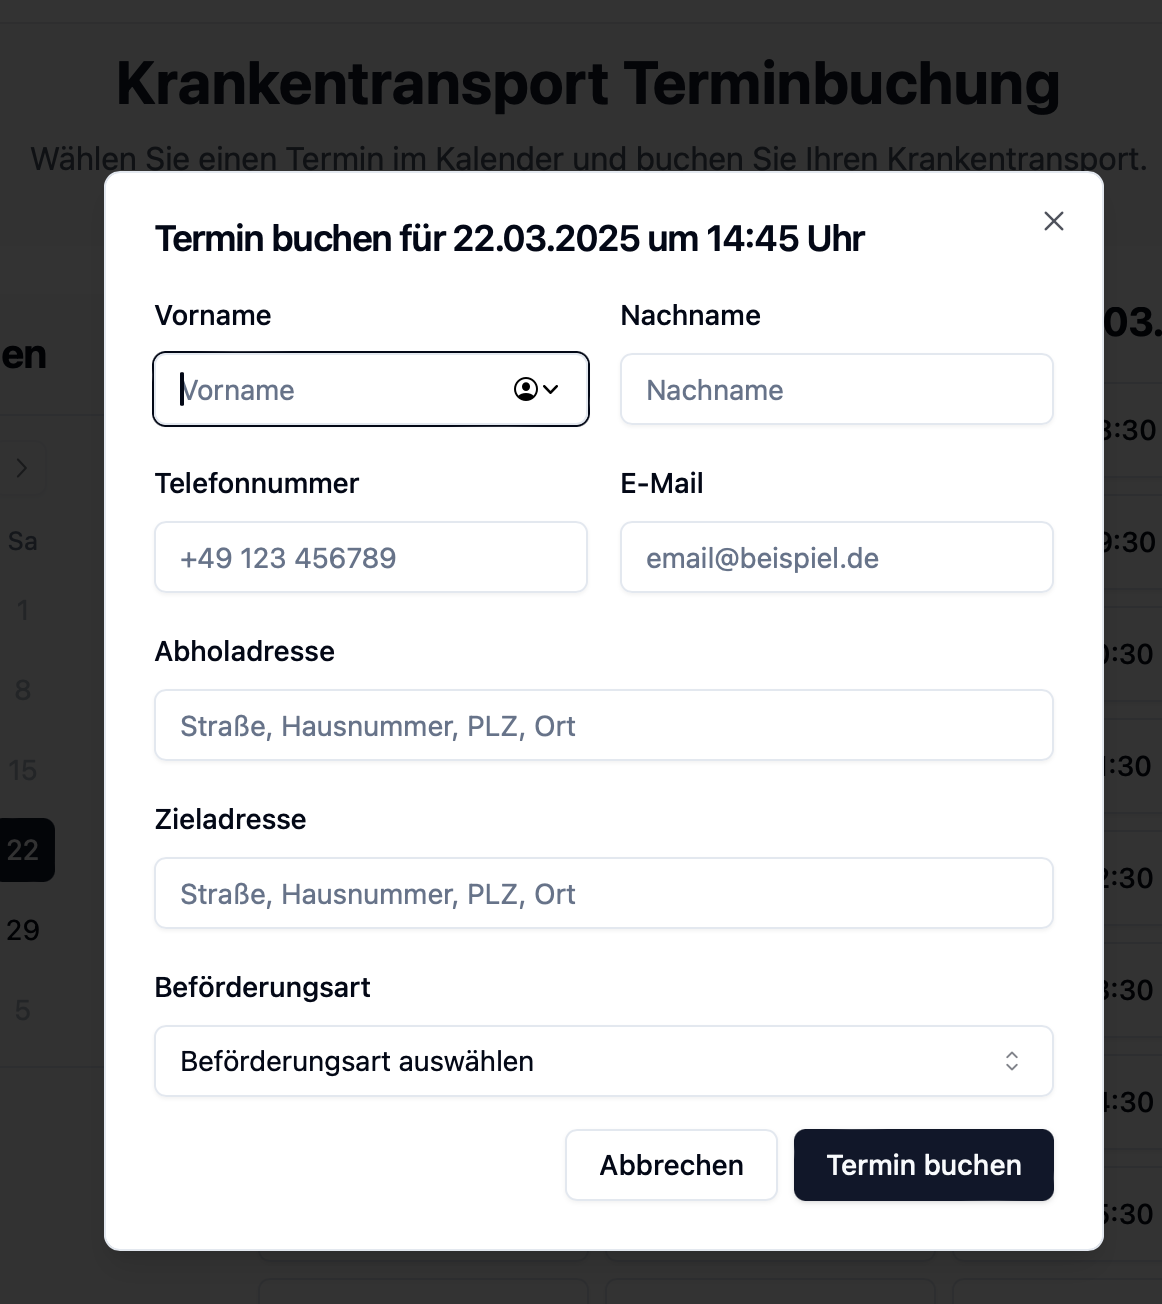 Krankentransport Terminbuchung
Wählen Sie einen Termin im Kalender und buchen Sie Ihren Krankentransport.
Termin buchen für 22.03.2025 um 14:45 Uhr
Vorname
Nachname
Vorname
Nachname
Telefonnummer
E-Mail
+49 123 456789
email@beispiel.de
Abholadresse
Straße, Hausnummer, PLZ, Ort
Zieladresse
Straße, Hausnummer, PLZ, Ort
Beförderungsart
Beförderungsart auswählen
Abbrechen
Termin buchen
en
Sa
1
8
15
22
29
5
03.
:30
:30
:30
:30
:30
:30
:30
:30